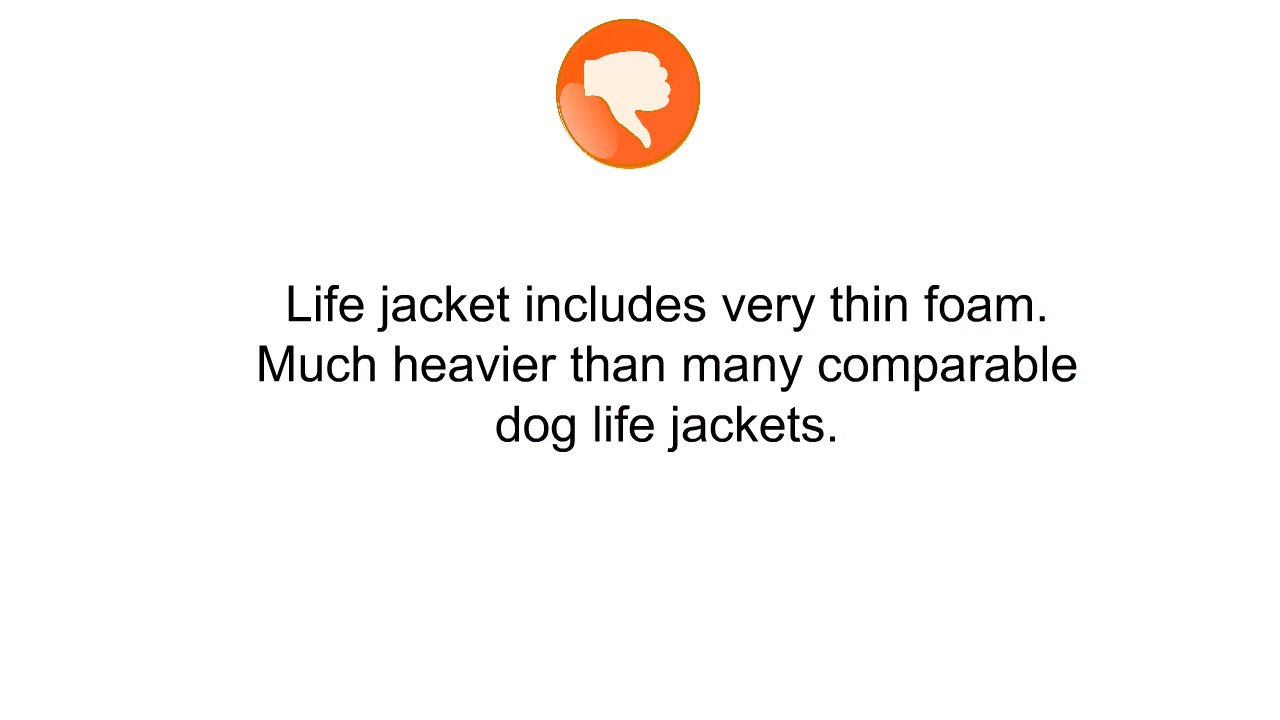 Life jacket includes very thin foam.
Much heavier than many comparable
dog life jackets.